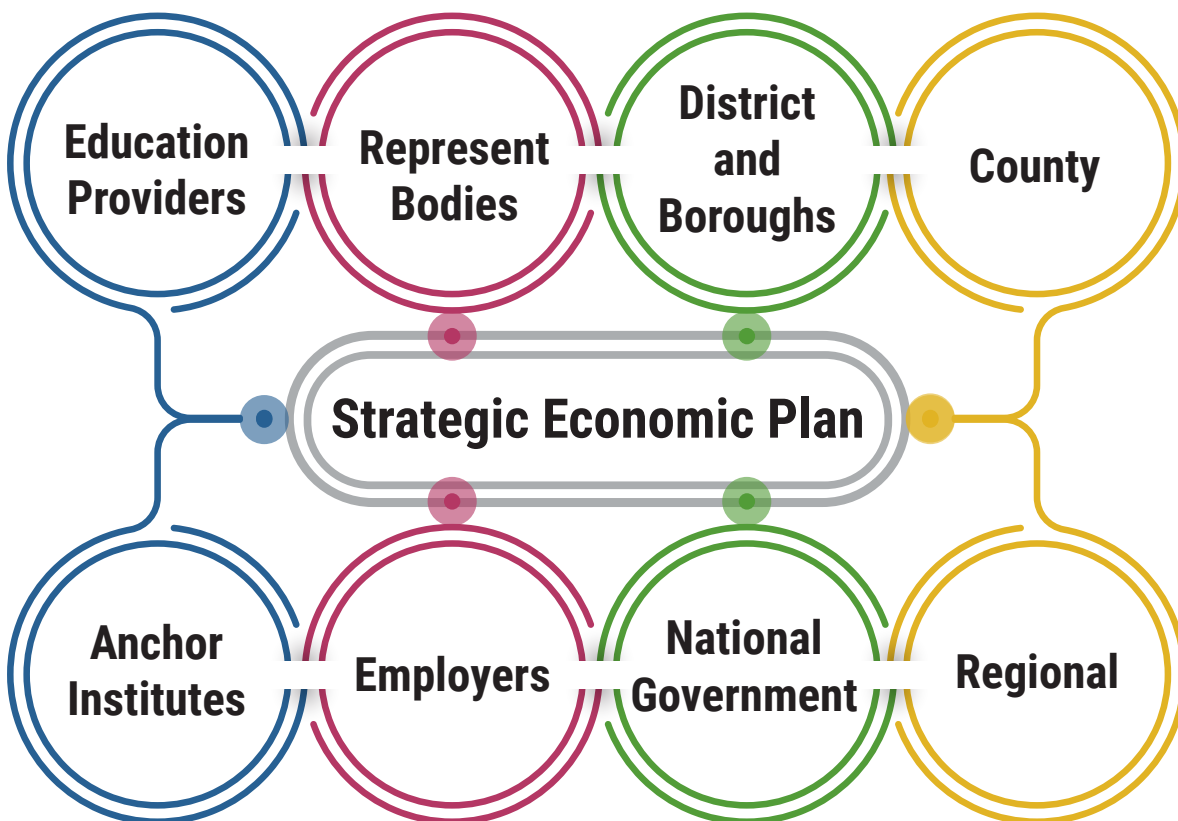 Education
Providers
Represent
Bodies
District
and
Boroughs
County
Strategic Economic Plan
Anchor
Institutes
Employers
National
Government
Regional